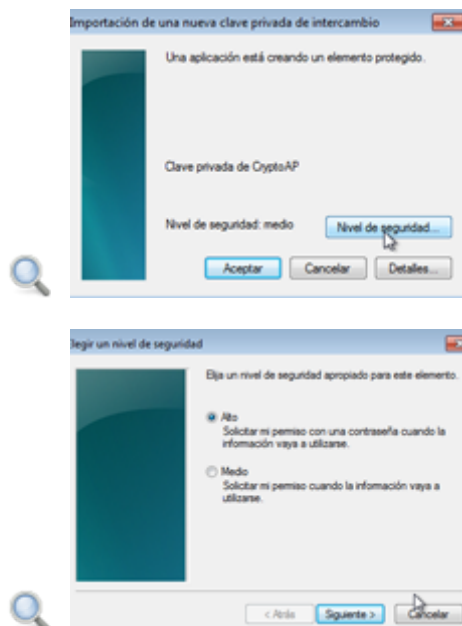 Importación de una nueva clave privada de intercambio
Una aplicación está creando un elemento protegido.
Clave privada de CryptoAP
Nivel de seguridad: medio
Nivel de seguridad...
Aceptar
Cancelar
Detalles...
Elegir un nivel de seguridad
Elija un nivel de seguridad apropiado para este elemento.
Alto
Solicitar mi permiso con una contraseña cuando la
información vaya a utilizarse.
Medio
Solicitar mi permiso cuando la información vaya a
utilizarse.
< Atrás
Siguiente >
Cancelar